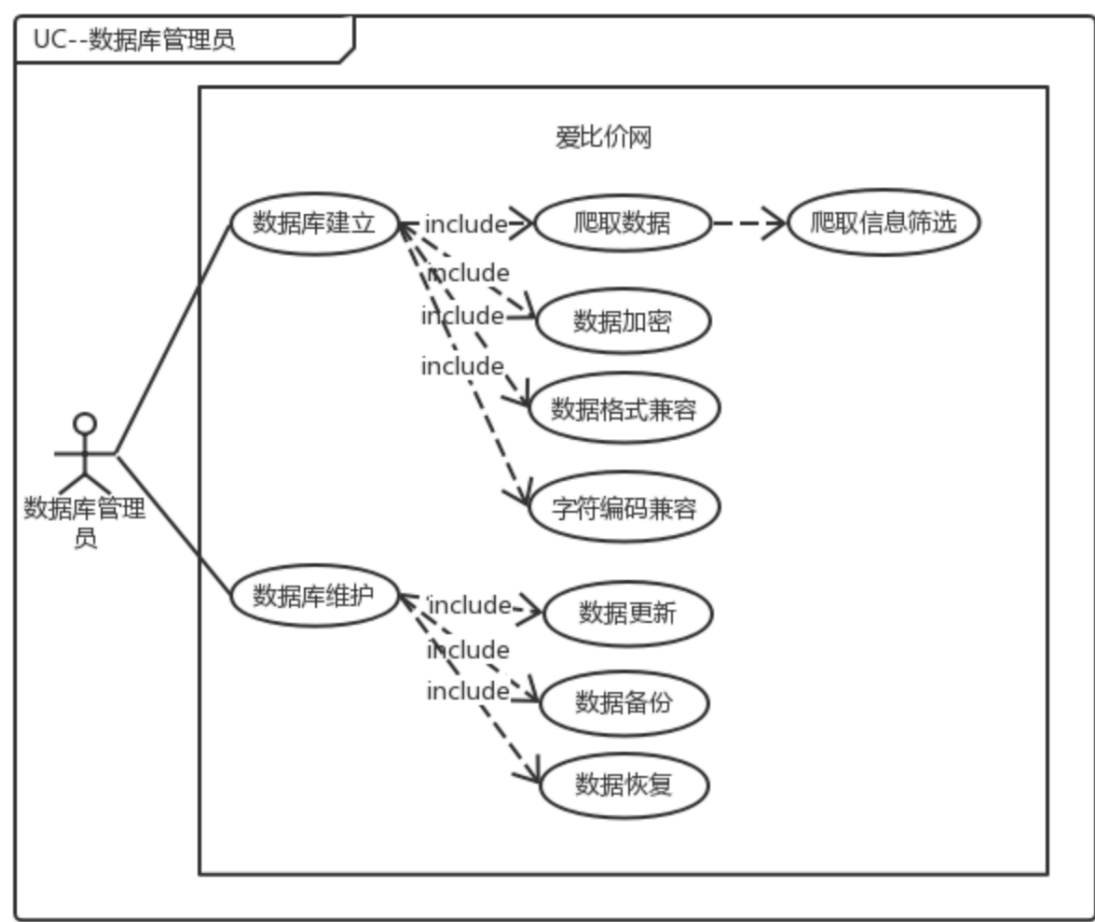 UC--数据库管理员
爱比价网
数据库建立
include
爬取数据
爬取信息筛选
include
数据加密
include
include
数据格式兼容
字符编码兼容
数据库管理
员
数据库维护
include
数据更新
include
include
数据备份
数据恢复